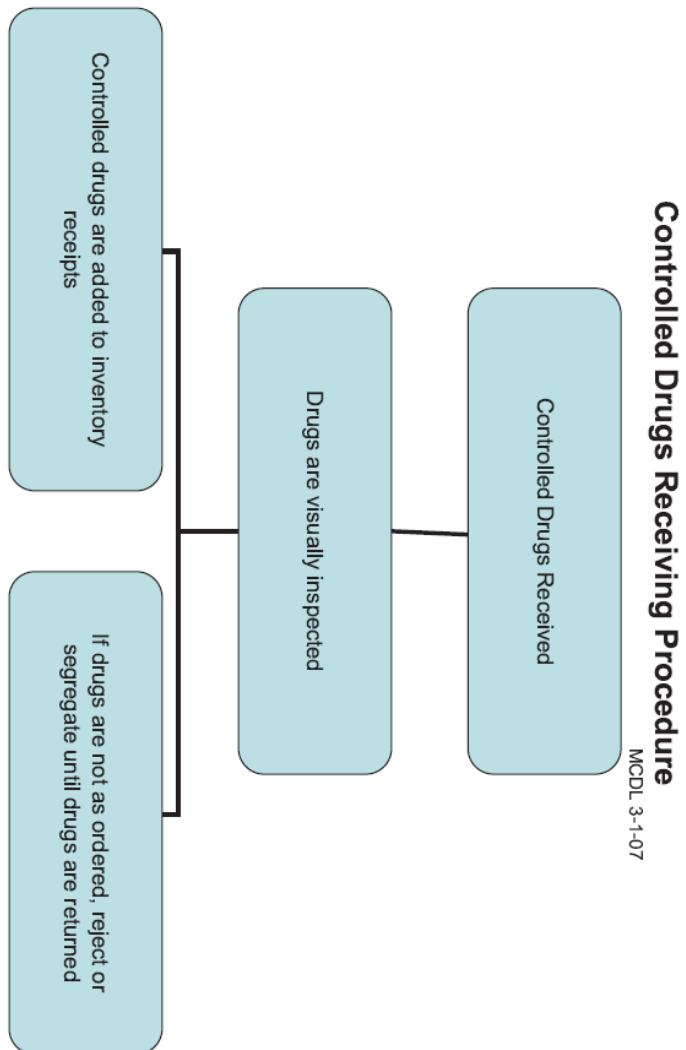 Controlled Drugs Receiving Procedure
MCDL 3-1-07
Controlled Drugs Received
Drugs are visually inspected
Controlled drugs are added to inventory
receipts
If drugs are not as ordered, reject or
segregate until drugs are returned